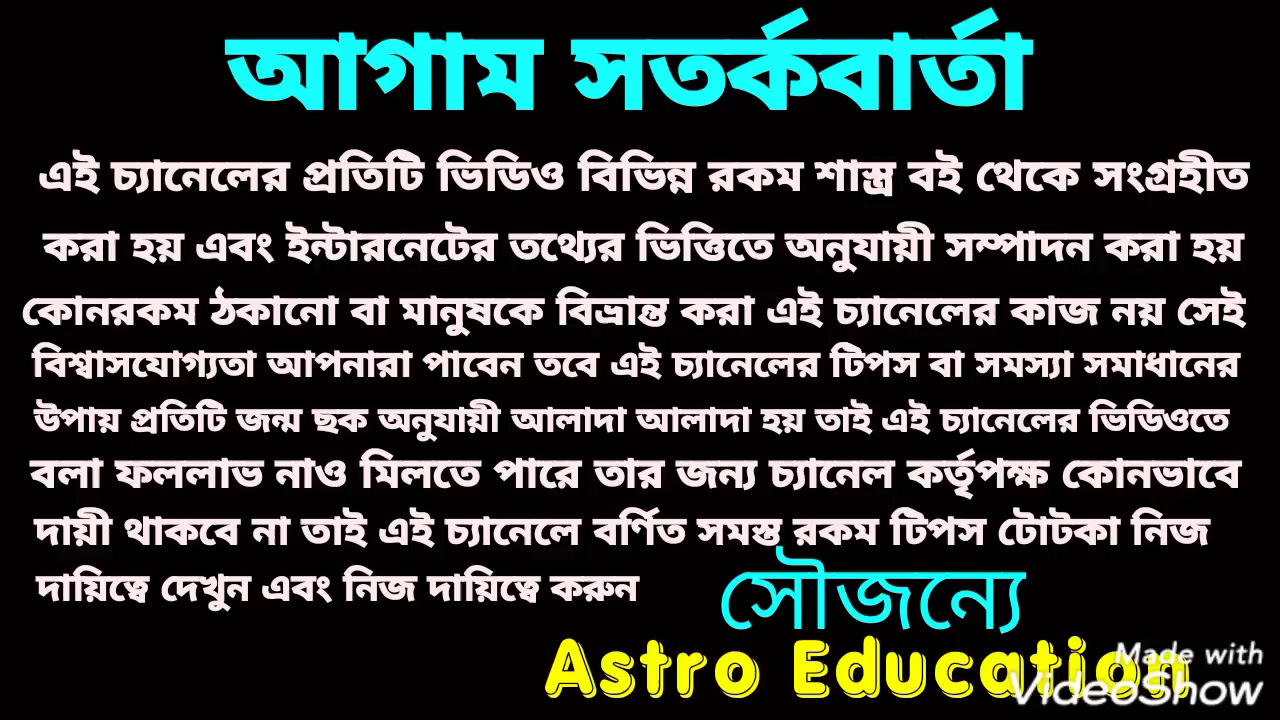 আগাম সতর্কবার্তা
এই চ্যানেলের প্রতিটি ভিডিও বিভিন্ন রকম শাস্ত্র বই থেকে সংগ্রহীত
করা হয় এবং ইন্টারনেটের তথ্যের ভিত্তিতে অনুযায়ী সম্পাদন করা হয়
কোনরকম ঠকানো বা মানুষকে বিভ্রান্ত করা এই চ্যানেলের কাজ নয় সেই
বিশ্বাসযোগ্যতা আপনারা পাবেন তবে এই চ্যানেলের টিপস বা সমস্যা সমাধানের
উপায় প্রতিটি জন্ম ছক অনুযায়ী আলাদা আলাদা হয় তাই এই চ্যানেলের ভিডিওতে
বলা ফললাভ নাও মিলতে পারে তার জন্য চ্যানেল কর্তৃপক্ষ কোনভাবে
দায়ী থাকবে না তাই এই চ্যানেলে বর্ণিত সমস্ত রকম টিপস টোটকা নিজ
দায়িত্বে দেখুন এবং নিজ দায়িত্বে করুন
সৌজন্যে
Astro Education
Made with
VideoShow